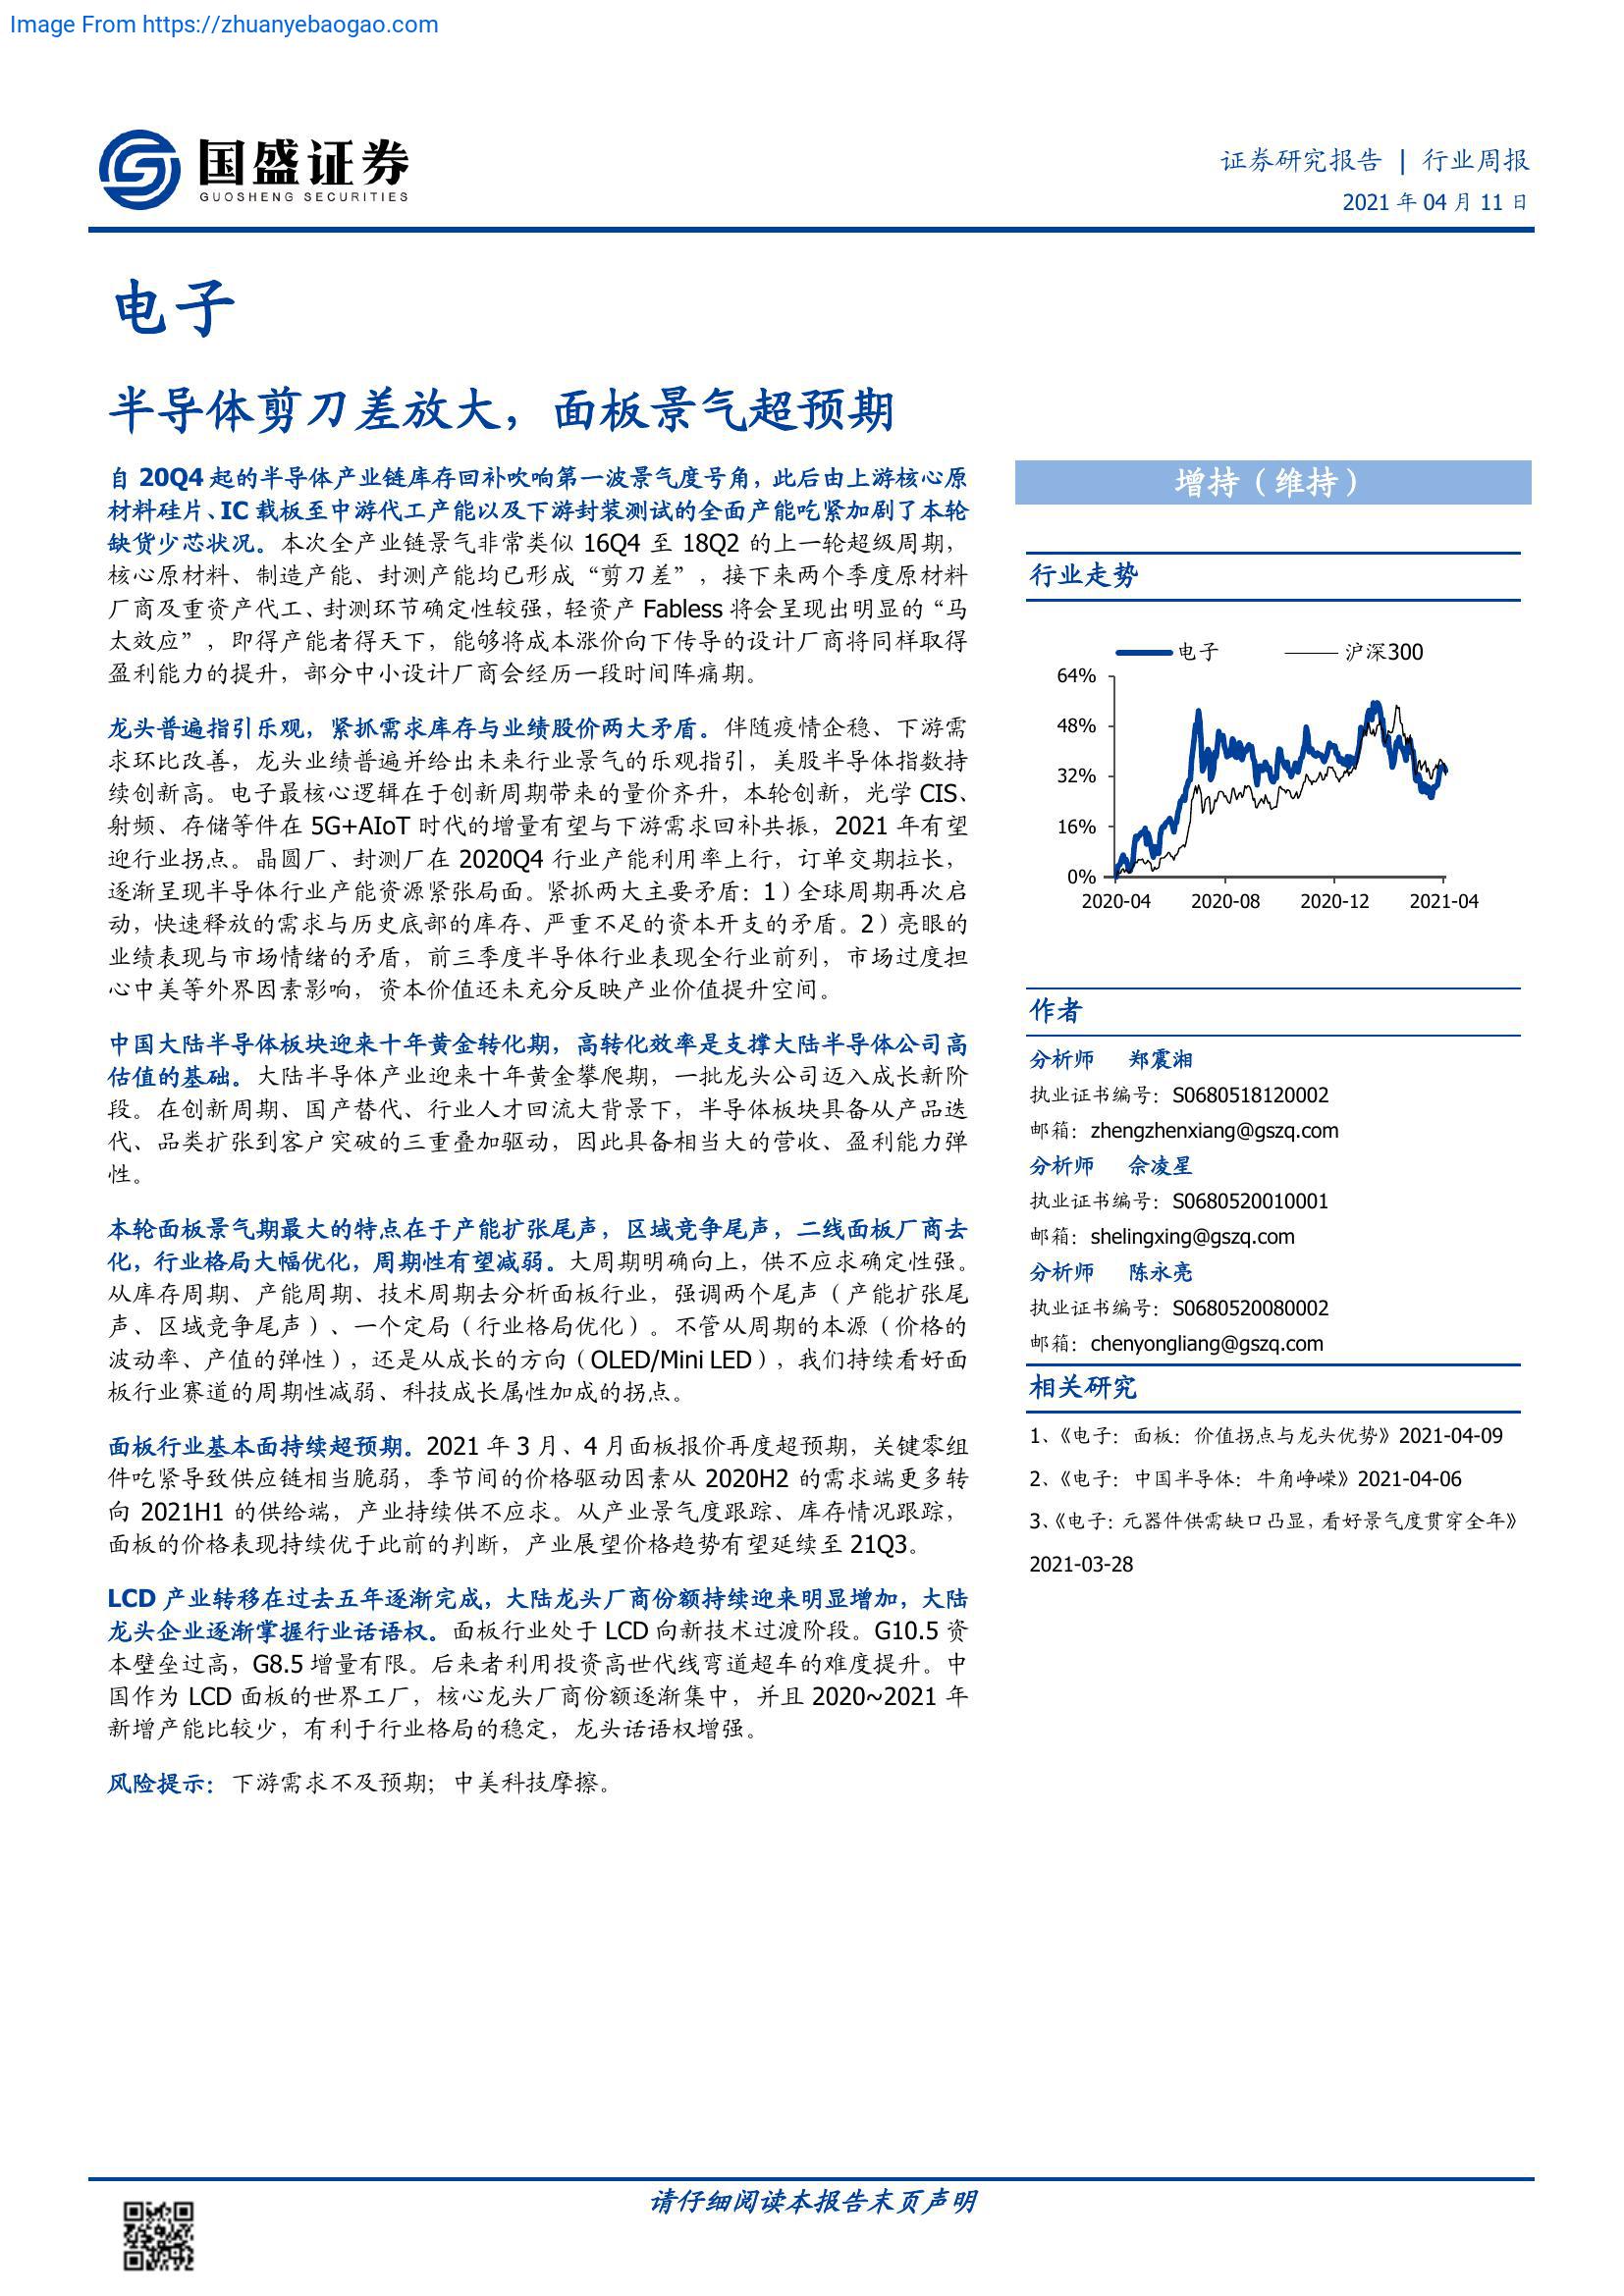 Image From https://zhuanyebaogao.com
国盛证券
GUOSHENG SECURITIES
证券研究报告 | 行业周报
2021 年 04 月 11 日
电子
半导体剪刀差放大，面板景气超预期
自 20Q4 起的半导体产业链库存回补吹响第一波景气度号角，此后由上游核心原
材料硅片、IC 载板至中游代工产能以及下游封装测试的全面产能吃紧加剧了本轮
缺货少芯状况。本次全产业链景气非常类似 16Q4 至 18Q2 的上一轮超级周期，
核心原材料、制造产能、封测产能均已形成“剪刀差”，接下来两个季度原材料
厂商及重资产代工、封测环节确定性较强，轻资产 Fabless 将会呈现出明显的“马
太效应”，即得产能者得天下，能够将成本涨价向下传导的设计厂商将同样取得
盈利能力的提升，部分中小设计厂商会经历一段时间阵痛期。
龙头普遍指引乐观，紧抓需求库存与业绩股价两大矛盾。伴随疫情企稳、下游需
求环比改善，龙头业绩普遍并给出未来行业景气的乐观指引，美股半导体指数持
续创新高。电子最核心逻辑在于创新周期带来的量价齐升，本轮创新，光学 CIS、
射频、存储等件在 5G+AIoT 时代的增量有望与下游需求回补共振，2021 年有望
迎行业拐点。晶圆厂、封测厂在 2020Q4 行业产能利用率上行，订单交期拉长，
逐渐呈现半导体行业产能资源紧张局面。紧抓两大主要矛盾：1）全球周期再次启
动，快速释放的需求与历史底部的库存、严重不足的资本开支的矛盾。2）亮眼的
业绩表现与市场情绪的矛盾，前三季度半导体行业表现全行业前列，市场过度担
心中美等外界因素影响，资本价值还未充分反映产业价值提升空间。
中国大陆半导体板块迎来十年黄金转化期，高转化效率是支撑大陆半导体公司高
估值的基础。大陆半导体产业迎来十年黄金攀爬期，一批龙头公司迈入成长新阶
段。在创新周期、国产替代、行业人才回流大背景下，半导体板块具备从产品迭
代、品类扩张到客户突破的三重叠加驱动，因此具备相当大的营收、盈利能力弹
性。
本轮面板景气期最大的特点在于产能扩张尾声，区域竞争尾声，二线面板厂商去
化，行业格局大幅优化，周期性有望减弱。大周期明确向上，供不应求确定性强。
从库存周期、产能周期、技术周期去分析面板行业，强调两个尾声（产能扩张尾
声、区域竞争尾声）、一个定局（行业格局优化）。不管从周期的本源（价格的
波动率、产值的弹性），还是从成长的方向（OLED/Mini LED），我们持续看好面
板行业赛道的周期性减弱、科技成长属性加成的拐点。
面板行业基本面持续超预期。2021 年 3 月、4 月面板报价再度超预期，关键零组
件吃紧导致供应链相当脆弱，季节间的价格驱动因素从 2020H2 的需求端更多转
向 2021H1 的供给端，产业持续供不应求。从产业景气度跟踪、库存情况跟踪，
面板的价格表现持续优于此前的判断，产业展望价格趋势有望延续至 21Q3。
LCD 产业转移在过去五年逐渐完成，大陆龙头厂商份额持续迎来明显增加，大陆
龙头企业逐渐掌握行业话语权。面板行业处于 LCD 向新技术过渡阶段。G10.5 资
本壁垒过高，G8.5 增量有限。后来者利用投资高世代线弯道超车的难度提升。中
国作为 LCD 面板的世界工厂，核心龙头厂商份额逐渐集中，并且 2020~2021 年
新增产能比较少，有利于行业格局的稳定，龙头话语权增强。
风险提示：下游需求不及预期；中美科技摩擦。
增持（维持）
行业走势
电子 沪深300
64%
48%
32%
16%
0%
2020-04 2020-08 2020-12 2021-04
作者
分析师 郑震湘
执业证书编号：S0680518120002
邮箱：zhengzhenxiang@gszq.com
分析师 佘凌星
执业证书编号：S0680520010001
邮箱：shelingxing@gszq.com
分析师 陈永亮
执业证书编号：S0680520080002
邮箱：chenyongliang@gszq.com
相关研究
1、《电子：面板：价值拐点与龙头优势》2021-04-09
2、《电子：中国半导体：牛角峥嵘》2021-04-06
3、《电子：元器件供需缺口凸显，看好景气度贯穿全年》
2021-03-28
请仔细阅读本报告末页声明